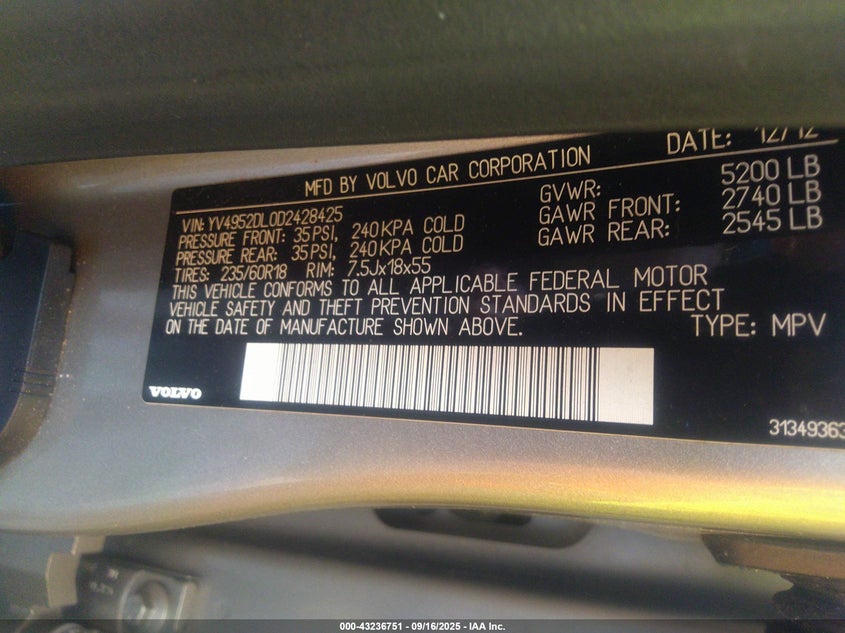 DATE: 12/12
MFD BY VOLVO CAR CORPORATION
GVWR: 5200 LB
GAWR FRONT: 2740 LB
GAWR REAR: 2545 LB
VIN: YV4952DL0D2428425
PRESSURE FRONT: 35PSI, 240KPA COLD
PRESSURE REAR: 35PSI, 240KPA COLD
TIRES: 235/60R18 RIM: 7.5Jx18x55
THIS VEHICLE CONFORMS TO ALL APPLICABLE FEDERAL MOTOR
VEHICLE SAFETY AND THEFT PREVENTION STANDARDS IN EFFECT
ON THE DATE OF MANUFACTURE SHOWN ABOVE.
TYPE: MPV
VOLVO
31349363
000-43236751 - 09/16/2025 - IAA Inc.